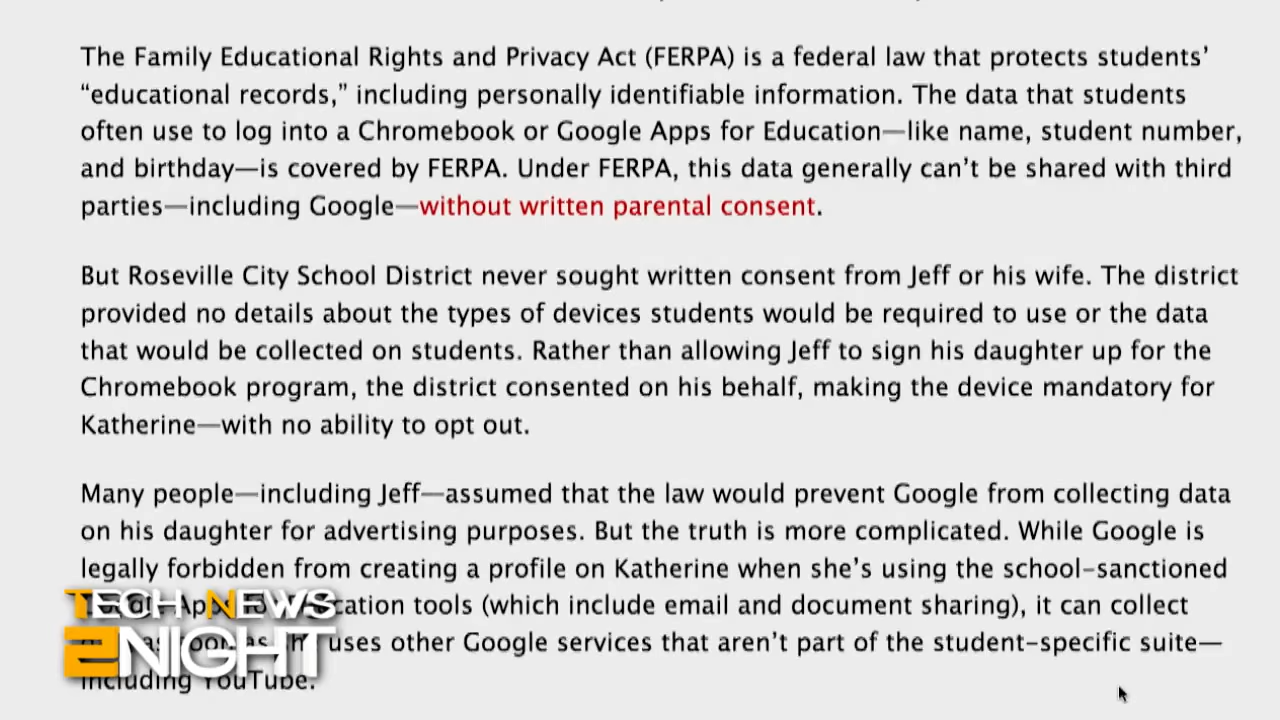 The Family Educational Rights and Privacy Act (FERPA) is a federal law that protects students’
“educational records,” including personally identifiable information. The data that students
often use to log into a Chromebook or Google Apps for Education—like name, student number,
and birthday—is covered by FERPA. Under FERPA, this data generally can’t be shared with third
parties—including Google—without written parental consent.
But Roseville City School District never sought written consent from Jeff or his wife. The district
provided no details about the types of devices students would be required to use or the data
that would be collected on students. Rather than allowing Jeff to sign his daughter up for the
Chromebook program, the district consented on his behalf, making the device mandatory for
Katherine—with no ability to opt out.
Many people—including Jeff—assumed that the law would prevent Google from collecting data
on his daughter for advertising purposes. But the truth is more complicated. While Google is
legally forbidden from creating a profile on Katherine when she’s using the school-sanctioned
tools (which include email and document sharing), it can collect
uses other Google services that aren’t part of the student-specific suite—
including YouTube.
TECH NEWS
2NIGHT